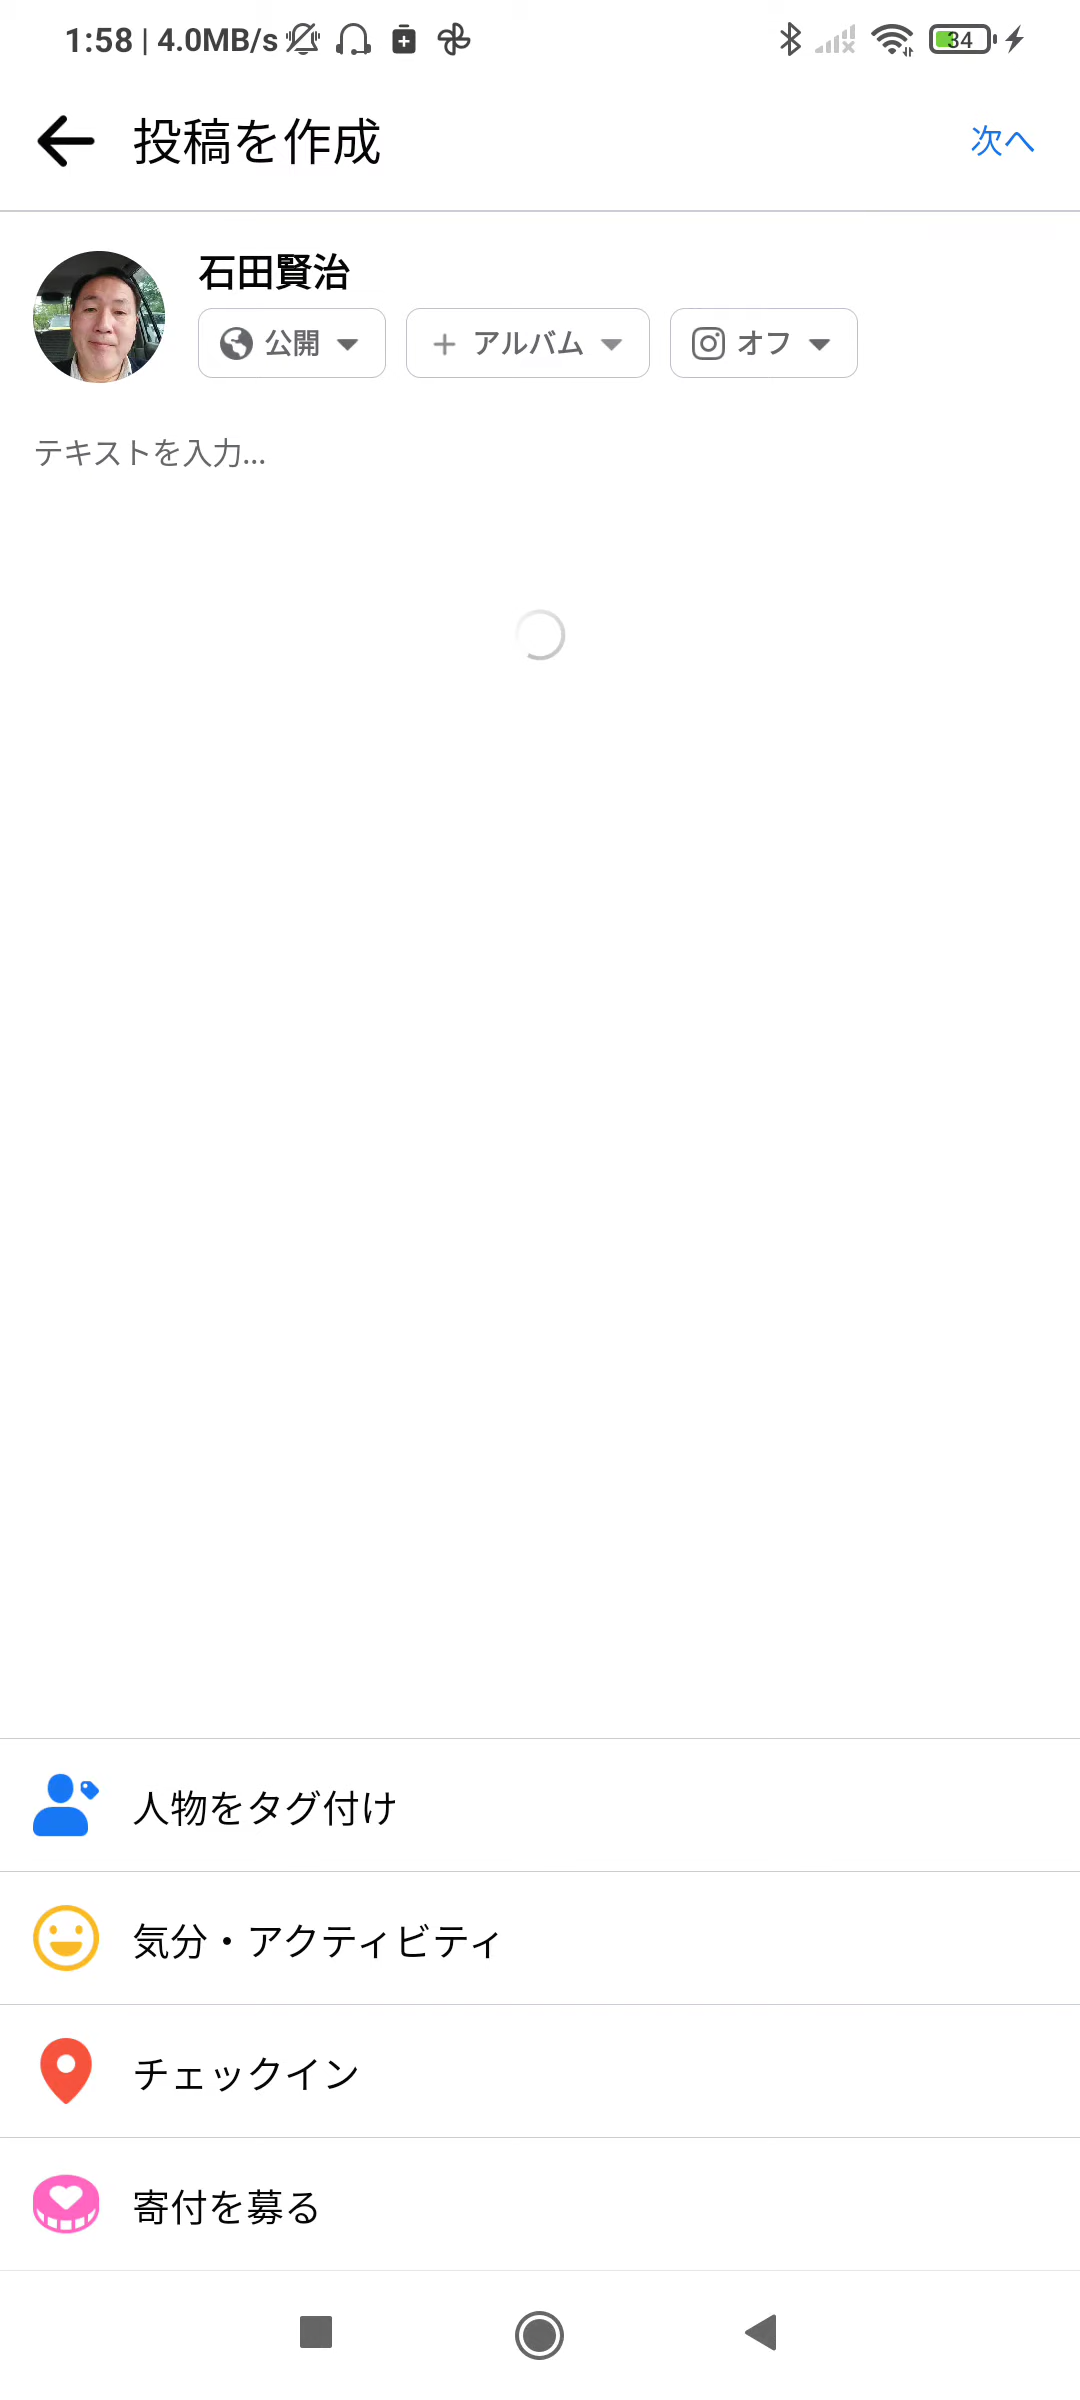 1:58 | 4.0MB/s
34
投稿を作成
次へ
石田賢治
公開
+ アルバム
オフ
テキストを入力...
人物をタグ付け
気分・アクティビティ
チェックイン
寄付を募る